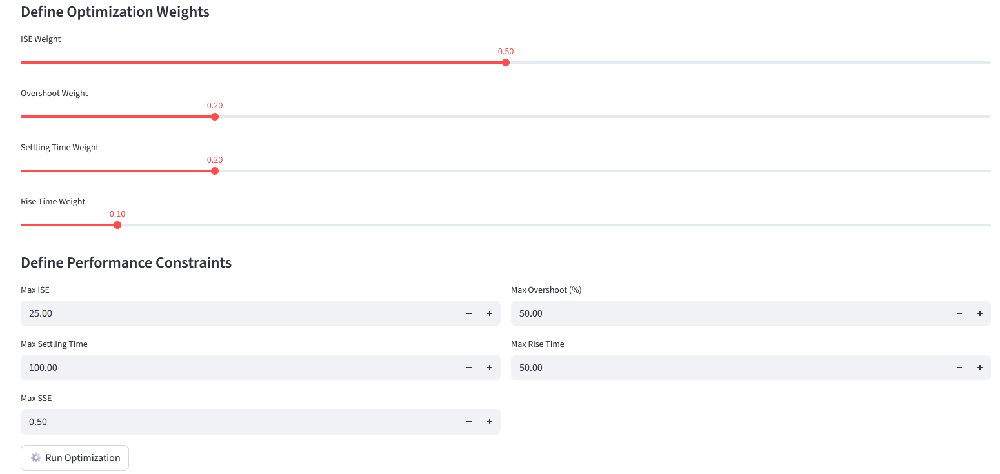 Define Optimization Weights
ISE Weight
0.50
Overshoot Weight
0.20
Settling Time Weight
0.20
Rise Time Weight
0.10
Define Performance Constraints
Max ISE
Max Overshoot (%)
25.00
50.00
Max Settling Time
Max Rise Time
100.00
50.00
Max SSE
0.50
Run Optimization